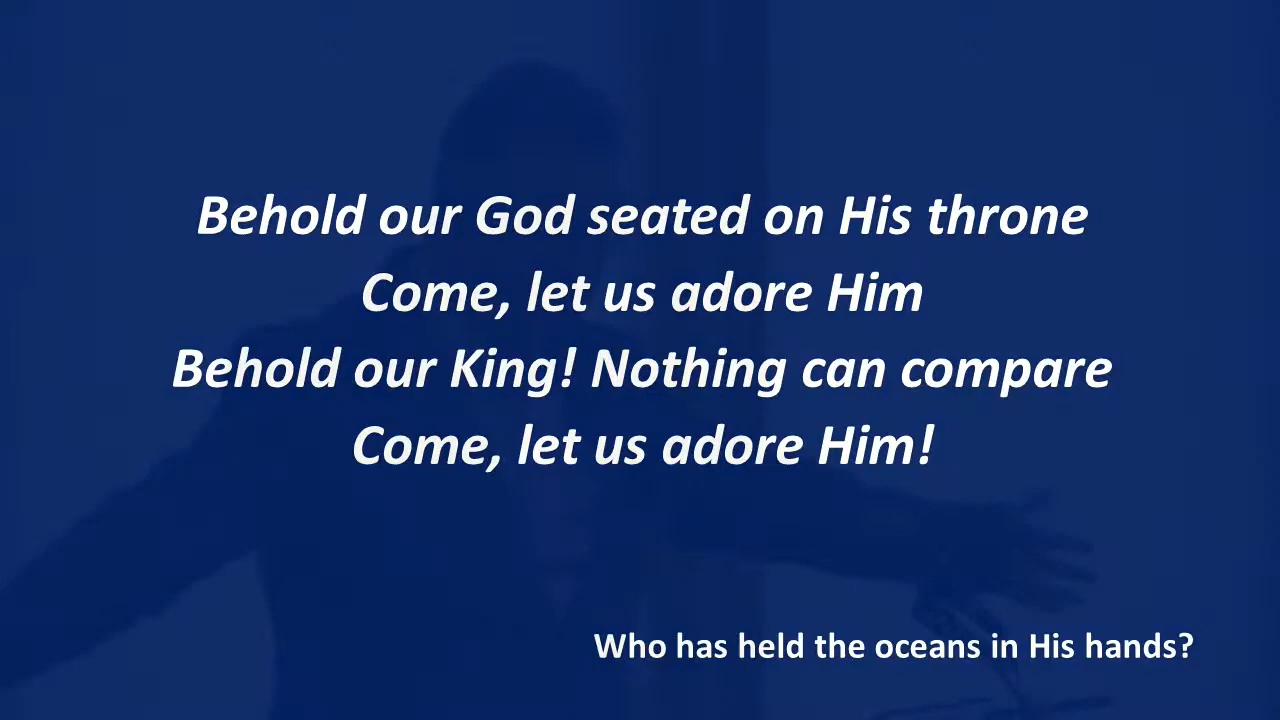 Behold our God seated on His throne
Come, let us adore Him
Behold our King! Nothing can compare
Come, let us adore Him!
Who has held the oceans in His hands?